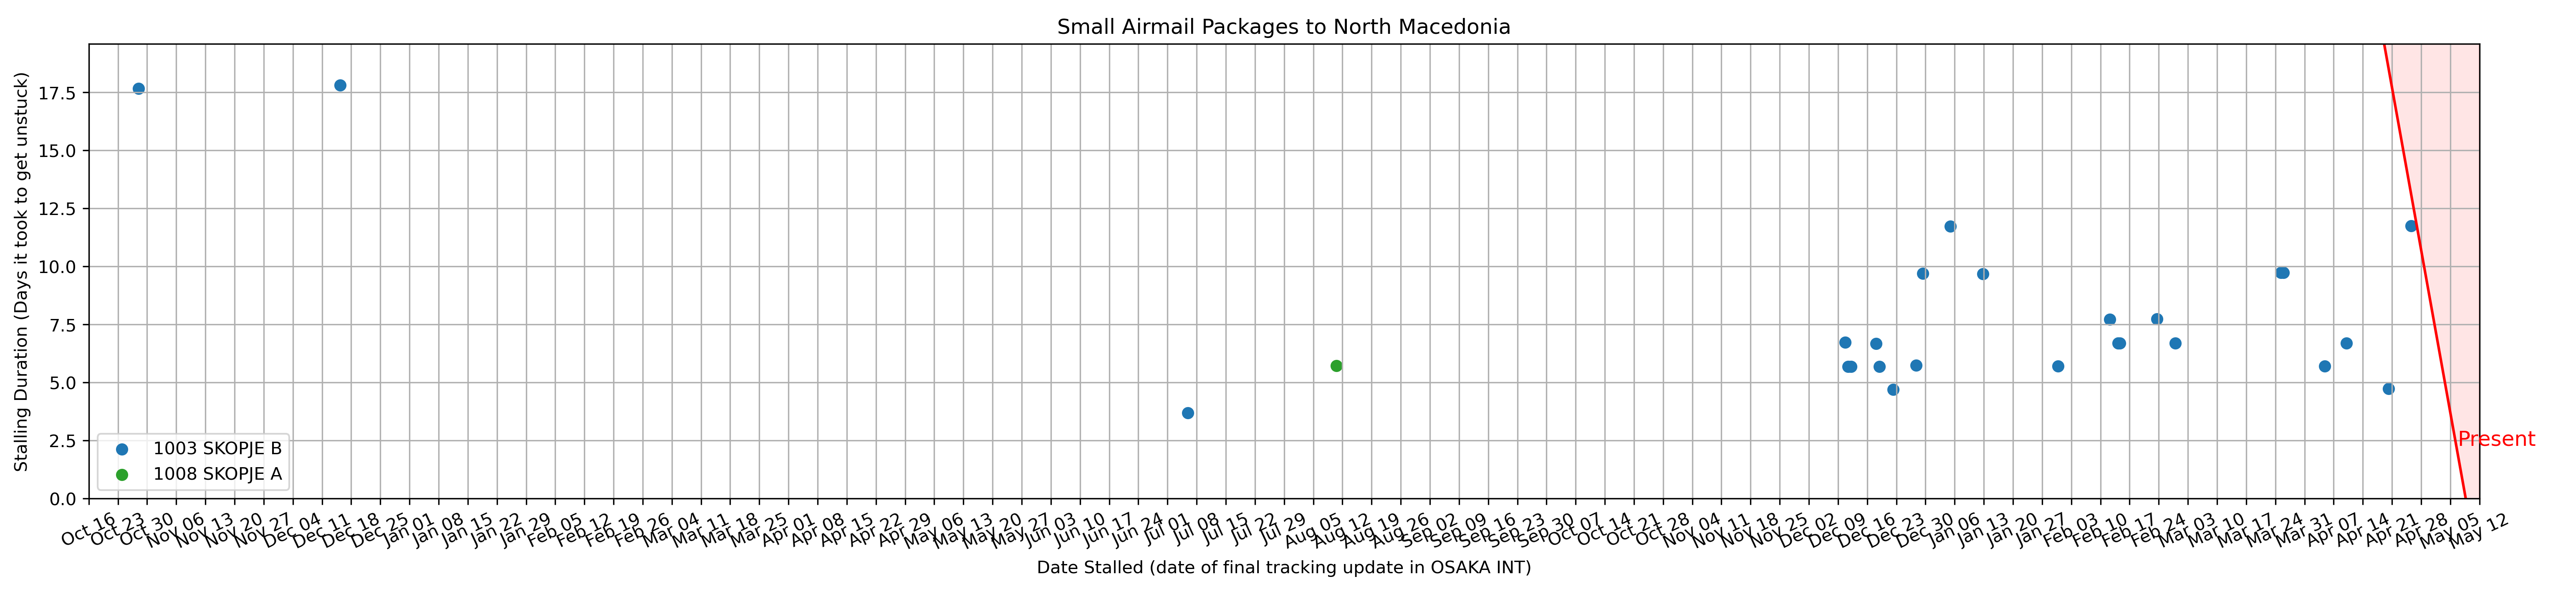 Small Airmail Packages to North Macedonia
Stalling Duration (Days it took to get unstuck)
17.5
15.0
12.5
10.0
7.5
5.0
2.5
0.0
1003 SKOPJE B
1008 SKOPJE A
Present
Oct 16
Oct 23
Oct 30
Nov 06
Nov 13
Nov 20
Nov 27
Dec 04
Dec 11
Dec 18
Dec 25
Jan 01
Jan 08
Jan 15
Jan 22
Jan 29
Feb 05
Feb 12
Feb 19
Feb 26
Mar 04
Mar 11
Mar 18
Mar 25
Apr 01
Apr 08
Apr 15
Apr 22
Apr 29
May 06
May 13
May 20
May 27
Jun 03
Jun 10
Jun 17
Jun 24
Jul 01
Jul 08
Jul 15
Jul 22
Jul 29
Aug 05
Aug 12
Aug 19
Aug 26
Sep 02
Sep 09
Sep 16
Sep 23
Sep 30
Oct 07
Oct 14
Oct 21
Oct 28
Nov 04
Nov 11
Nov 18
Nov 25
Dec 02
Dec 09
Dec 16
Dec 23
Dec 30
Jan 06
Jan 13
Jan 20
Jan 27
Feb 03
Feb 10
Feb 17
Feb 24
Mar 03
Mar 10
Mar 17
Mar 24
Mar 31
Apr 07
Apr 14
Apr 21
Apr 28
May 05
May 12
Date Stalled (date of final tracking update in OSAKA INT)